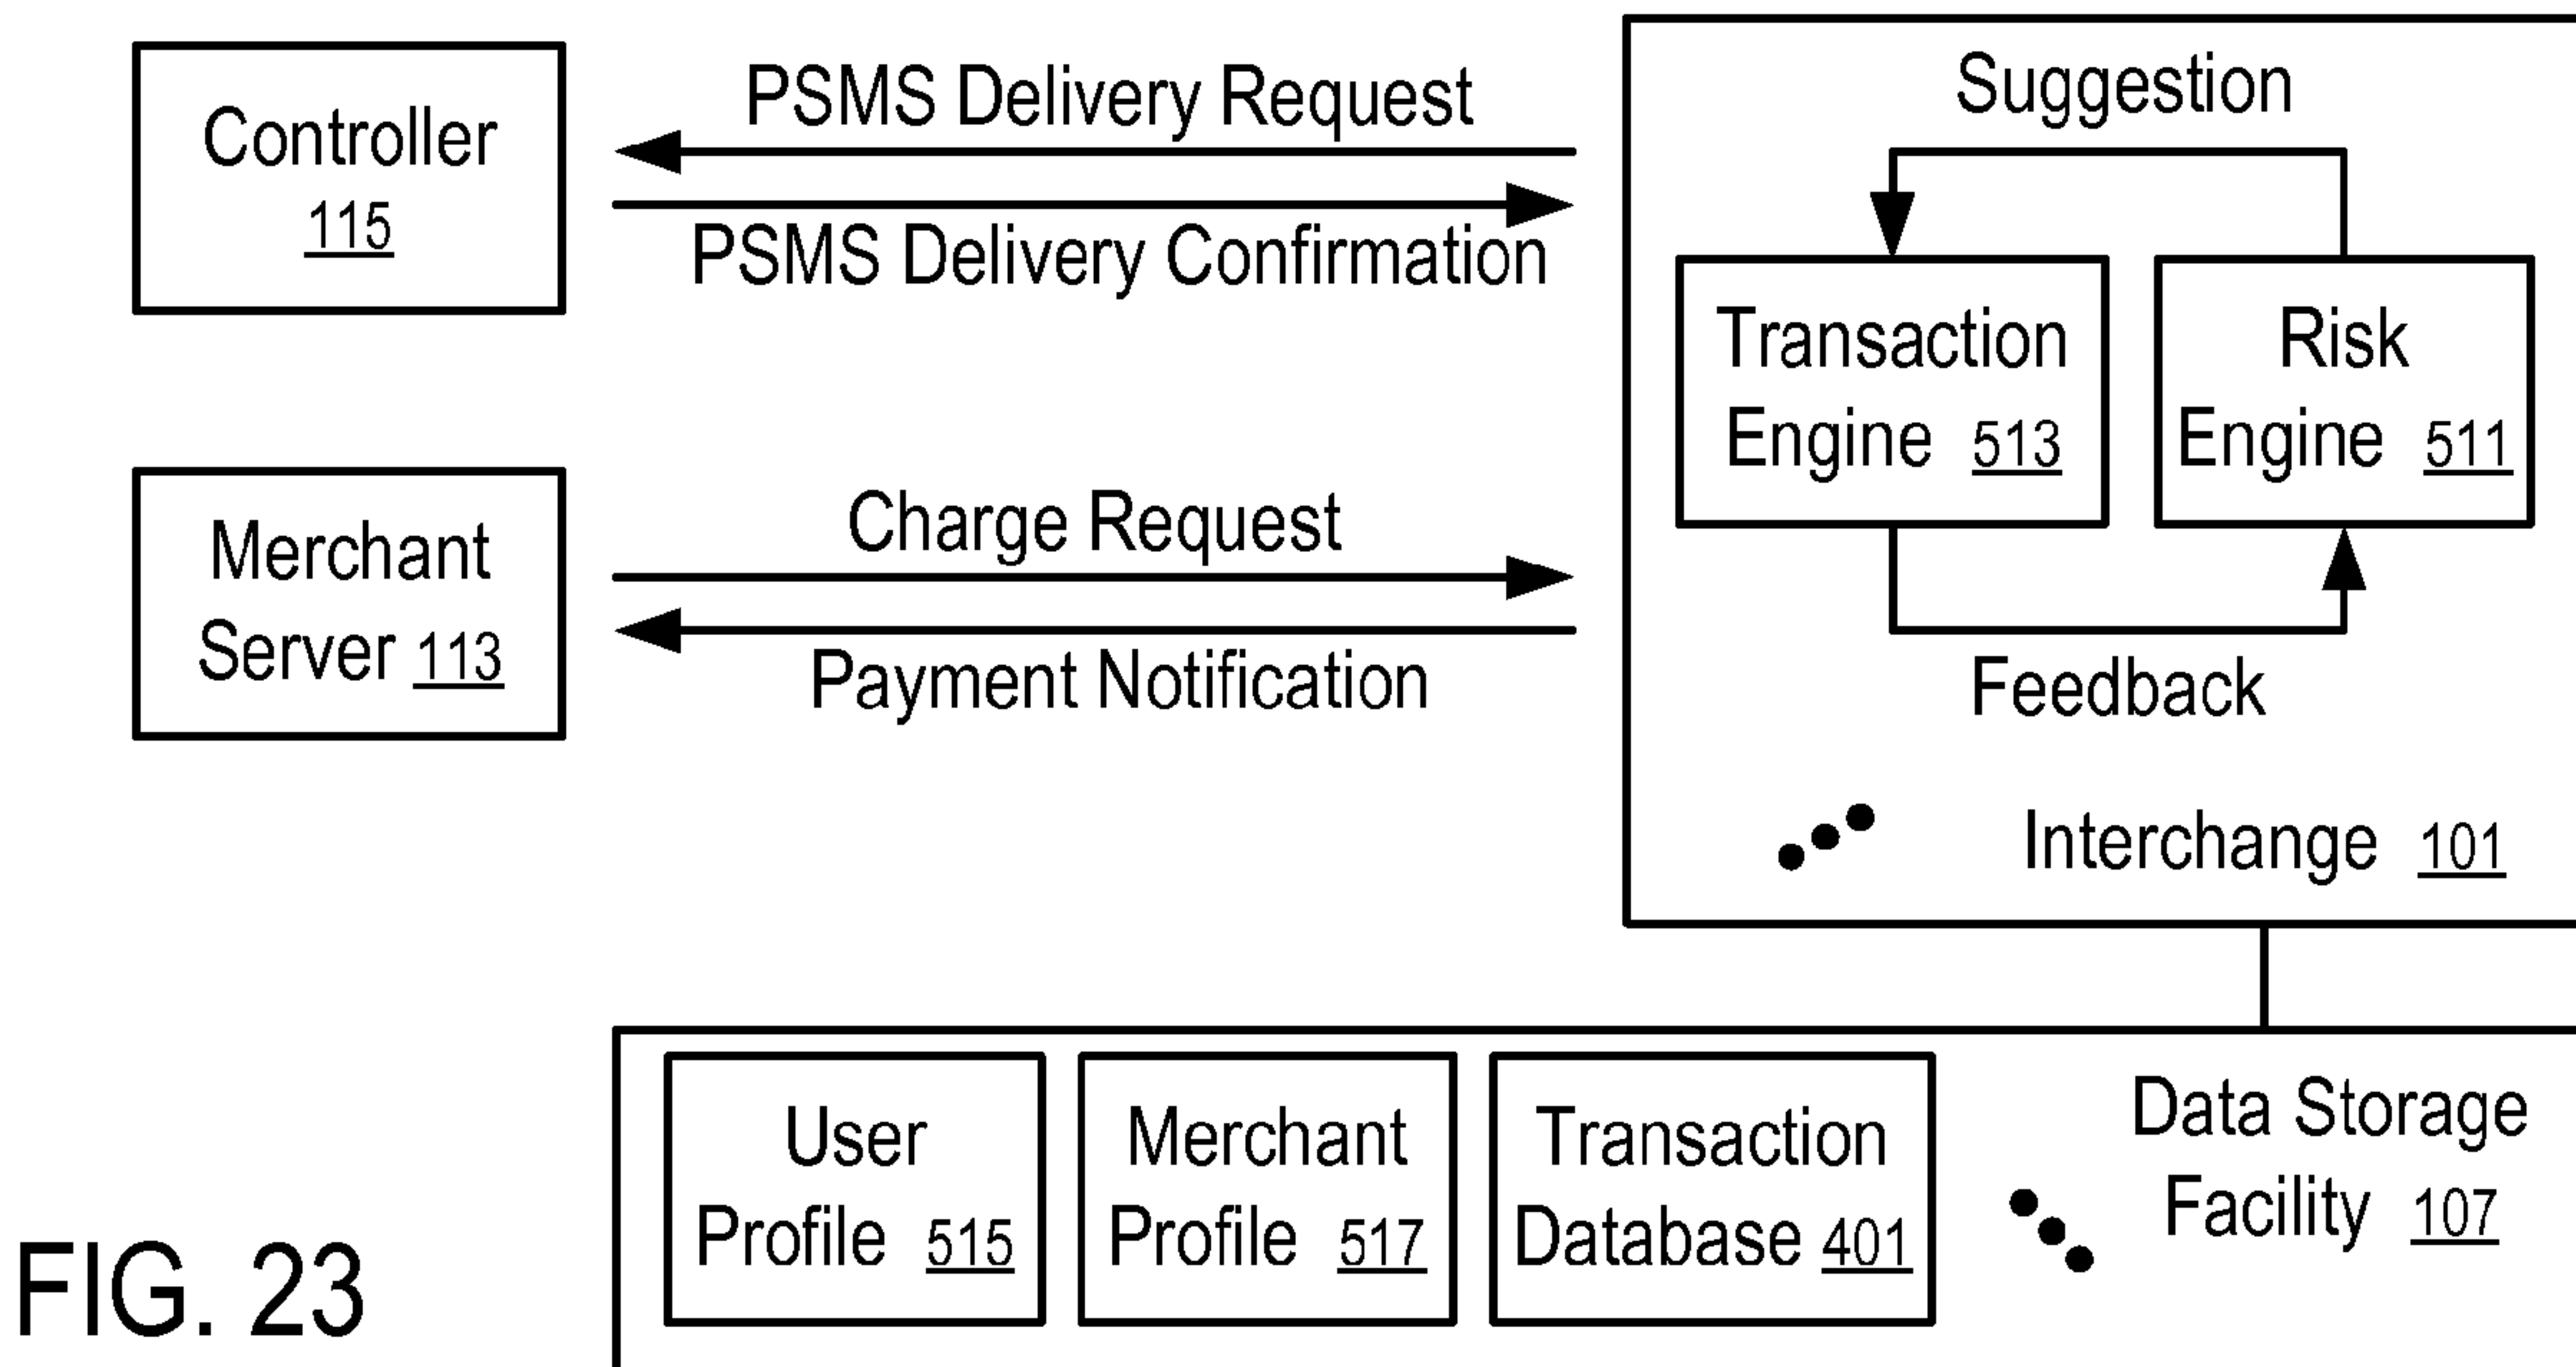 Controller
115
PSMS Delivery Request
PSMS Delivery Confirmation
Suggestion
Transaction
Engine 513
Risk
Engine 511
Merchant
Server 113
Charge Request
Payment Notification
Feedback
Interchange 101
User
Profile 515
Merchant
Profile 517
Transaction
Database 401
Data Storage
Facility 107
FIG. 23